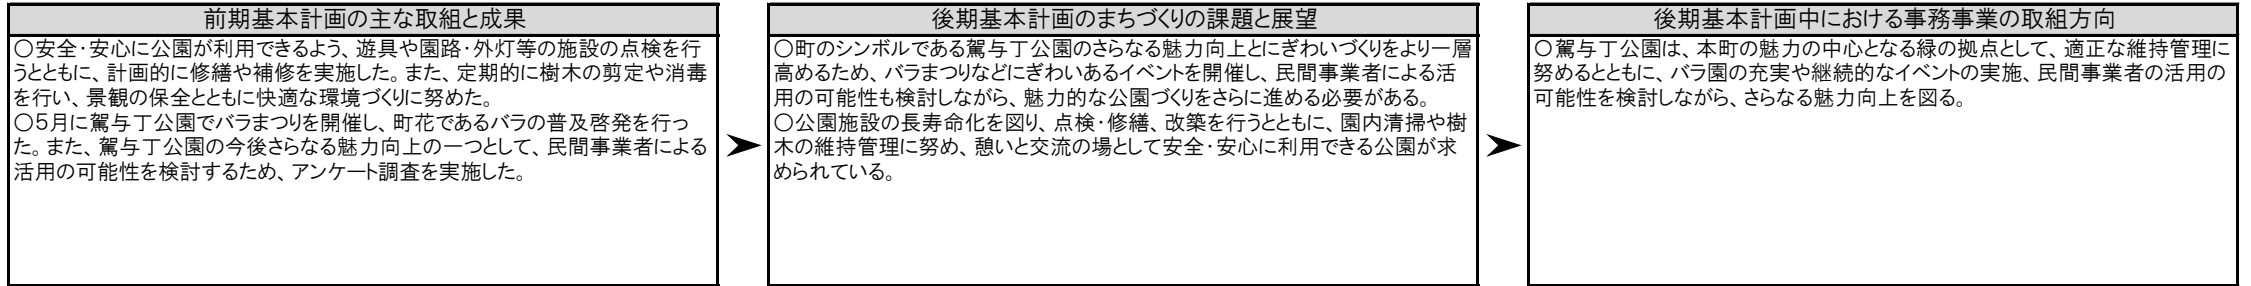 前期基本計画の主な取組と成果
○安全・安心に公園が利用できるよう、遊具や園路・外灯等の施設の点検を行
うとともに、計画的に修繕や補修を実施した。また、定期的に樹木の剪定や消毒
を行い、景観の保全とともに快適な環境づくりに努めた。
○5月に駕与丁公園でバラまつりを開催し、町花であるバラの普及啓発を行っ
た。また、駕与丁公園の今後さらなる魅力向上の一つとして、民間事業者による
活用の可能性を検討するため、アンケート調査を実施した。
後期基本計画のまちづくりの課題と展望
○町のシンボルである駕与丁公園のさらなる魅力向上とにぎわいづくりをより一層
高めるため、バラまつりなどにぎわいあるイベントを開催し、民間事業者による活
用の可能性も検討しながら、魅力的な公園づくりをさらに進める必要がある。
○公園施設の長寿命化を図り、点検・修繕、改築を行うとともに、園内清掃や樹
木の維持管理に努め、憩いと交流の場として安全・安心に利用できる公園が求
められている。
後期基本計画中における事務事業の取組方向
○駕与丁公園は、本町の魅力の中心となる緑の拠点として、適正な維持管理に
努めるとともに、バラ園の充実や継続的なイベントの実施、民間事業者の活用の
可能性を検討しながら、さらなる魅力向上を図る。